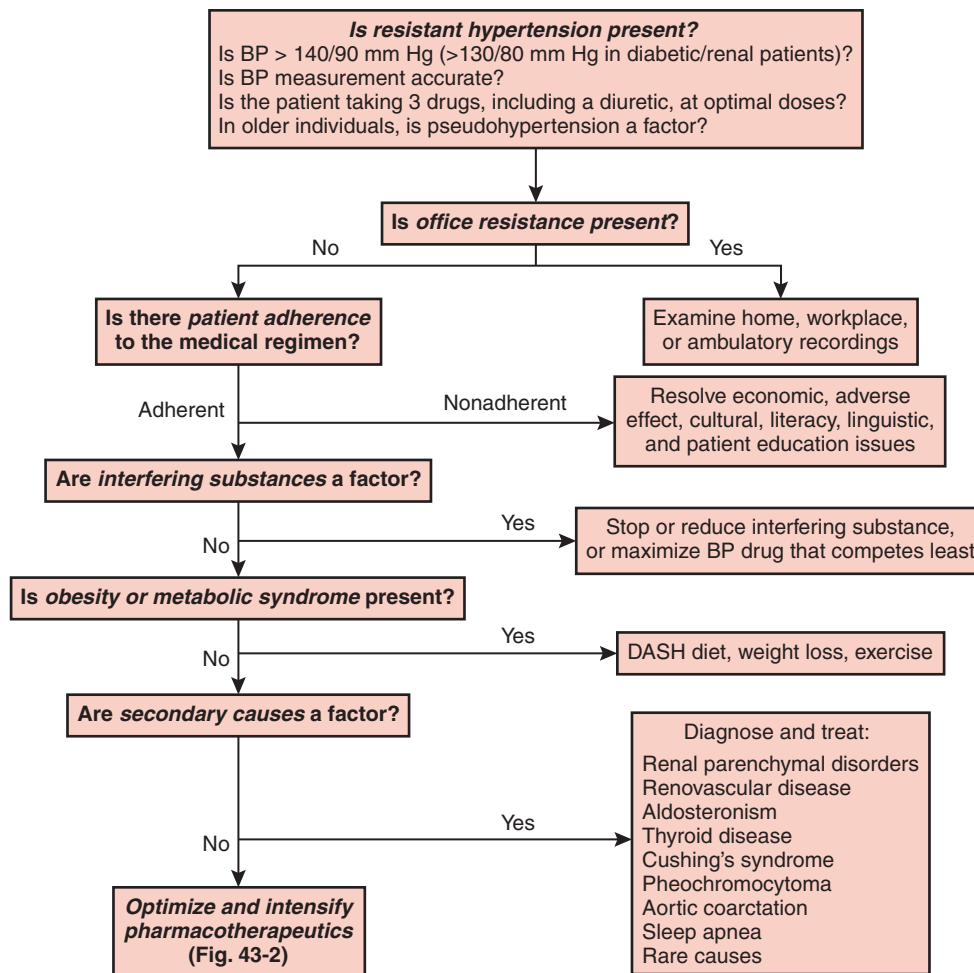 Is resistant hypertension present?
Is BP > 140/90 mm Hg (>130/80 mm Hg in diabetic/renal patients)?
Is BP measurement accurate?
Is the patient taking 3 drugs, including a diuretic, at optimal doses?
In older individuals, is pseudohypertension a factor?
Is office resistance present?
No
Yes
Is there patient adherence
to the medical regimen?
Examine home, workplace,
or ambulatory recordings
Adherent
Nonadherent
Resolve economic, adverse
effect, cultural, literacy, linguistic,
and patient education issues
Are interfering substances a factor?
No
Yes
Stop or reduce interfering substance,
or maximize BP drug that competes least
Is obesity or metabolic syndrome present?
No
Yes
DASH diet, weight loss, exercise
Are secondary causes a factor?
No
Yes
Diagnose and treat:
Renal parenchymal disorders
Renovascular disease
Aldosteronism
Thyroid disease
Cushing's syndrome
Pheochromocytoma
Aortic coarctation
Sleep apnea
Rare causes
Optimize and intensify
pharmacotherapeutics
(Fig. 43-2)